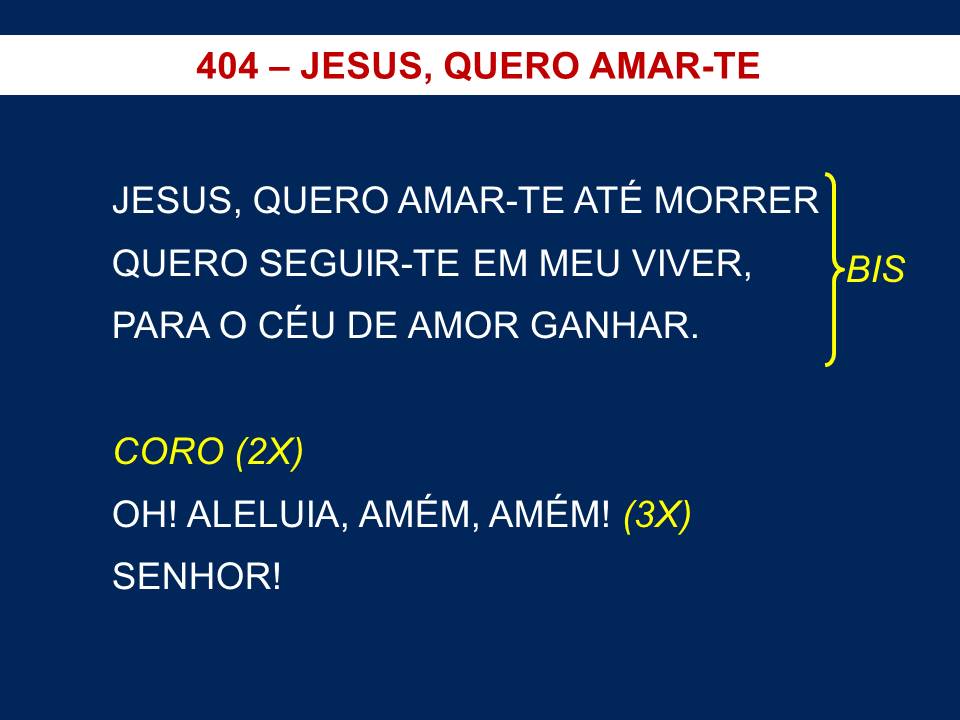 404 – JESUS, QUERO AMAR-TE
JESUS, QUERO AMAR-TE ATÉ MORRER
QUERO SEGUIR-TE EM MEU VIVER,
BIS
PARA O CÉU DE AMOR GANHAR.
CORO (2X)
OH! ALELUIA, AMÉM, AMÉM! (3X)
SENHOR!